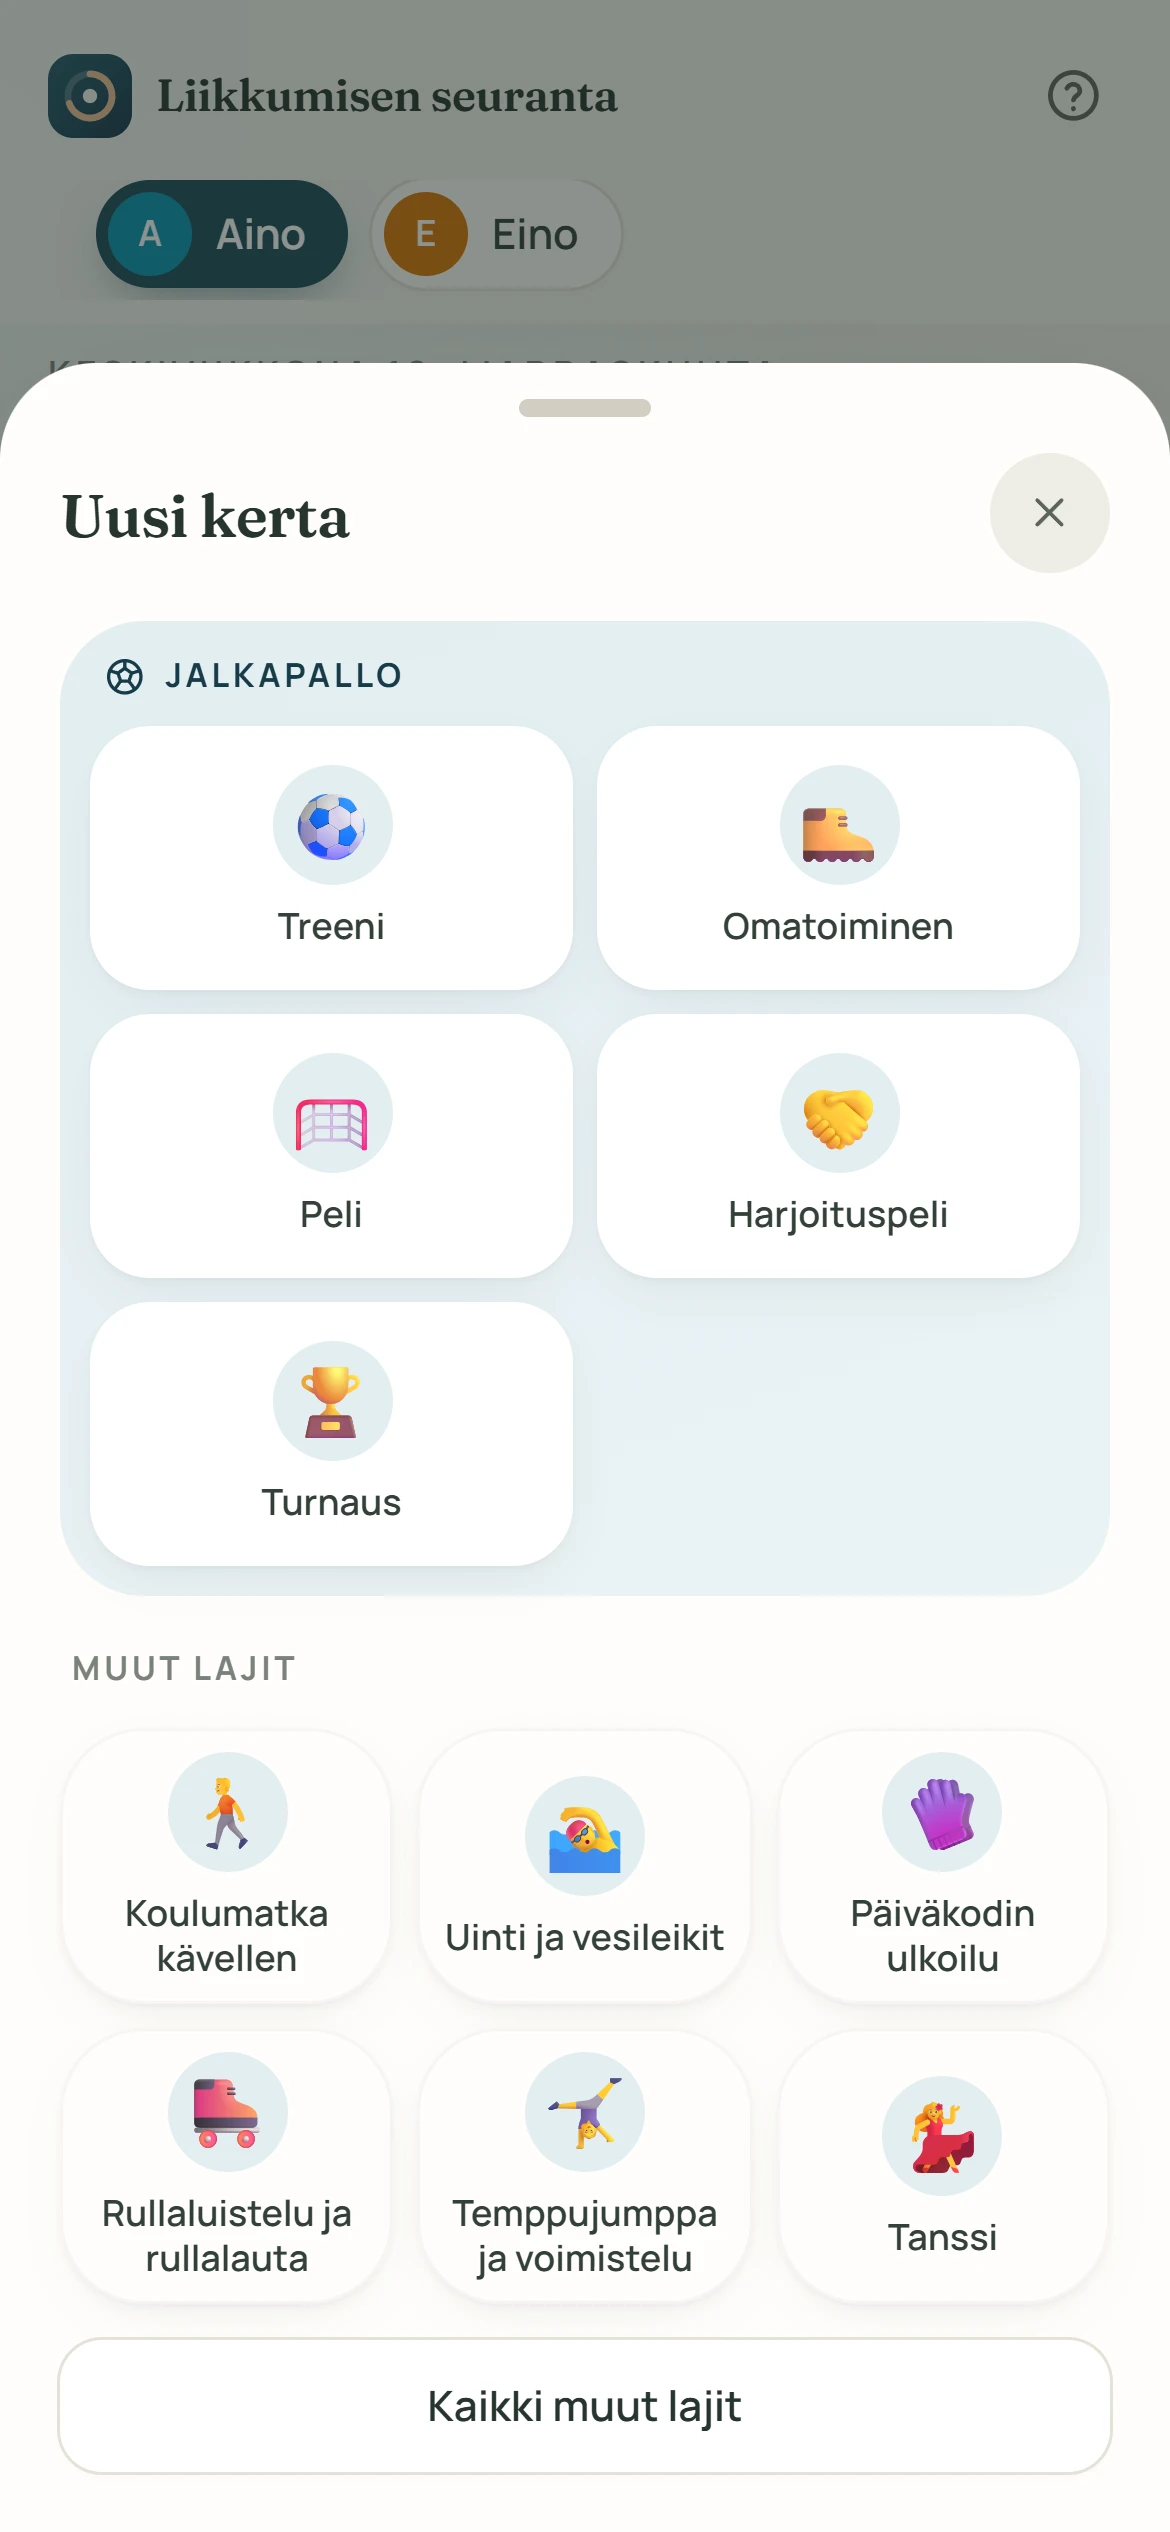 Liikkumisen seuranta
A Aino
E Eino
Uusi kerta
JALKAPALLO
Treeni
Omatoiminen
Peli
Harjoituspeli
Turnaus
MUUT LAJIT
Koulumatka
kävellen
Uinti ja vesileikit
Päiväkodin
ulkoilu
Rullaluistelu ja
rullalauta
Temppujumppa
ja voimistelu
Tanssi
Kaikki muut lajit